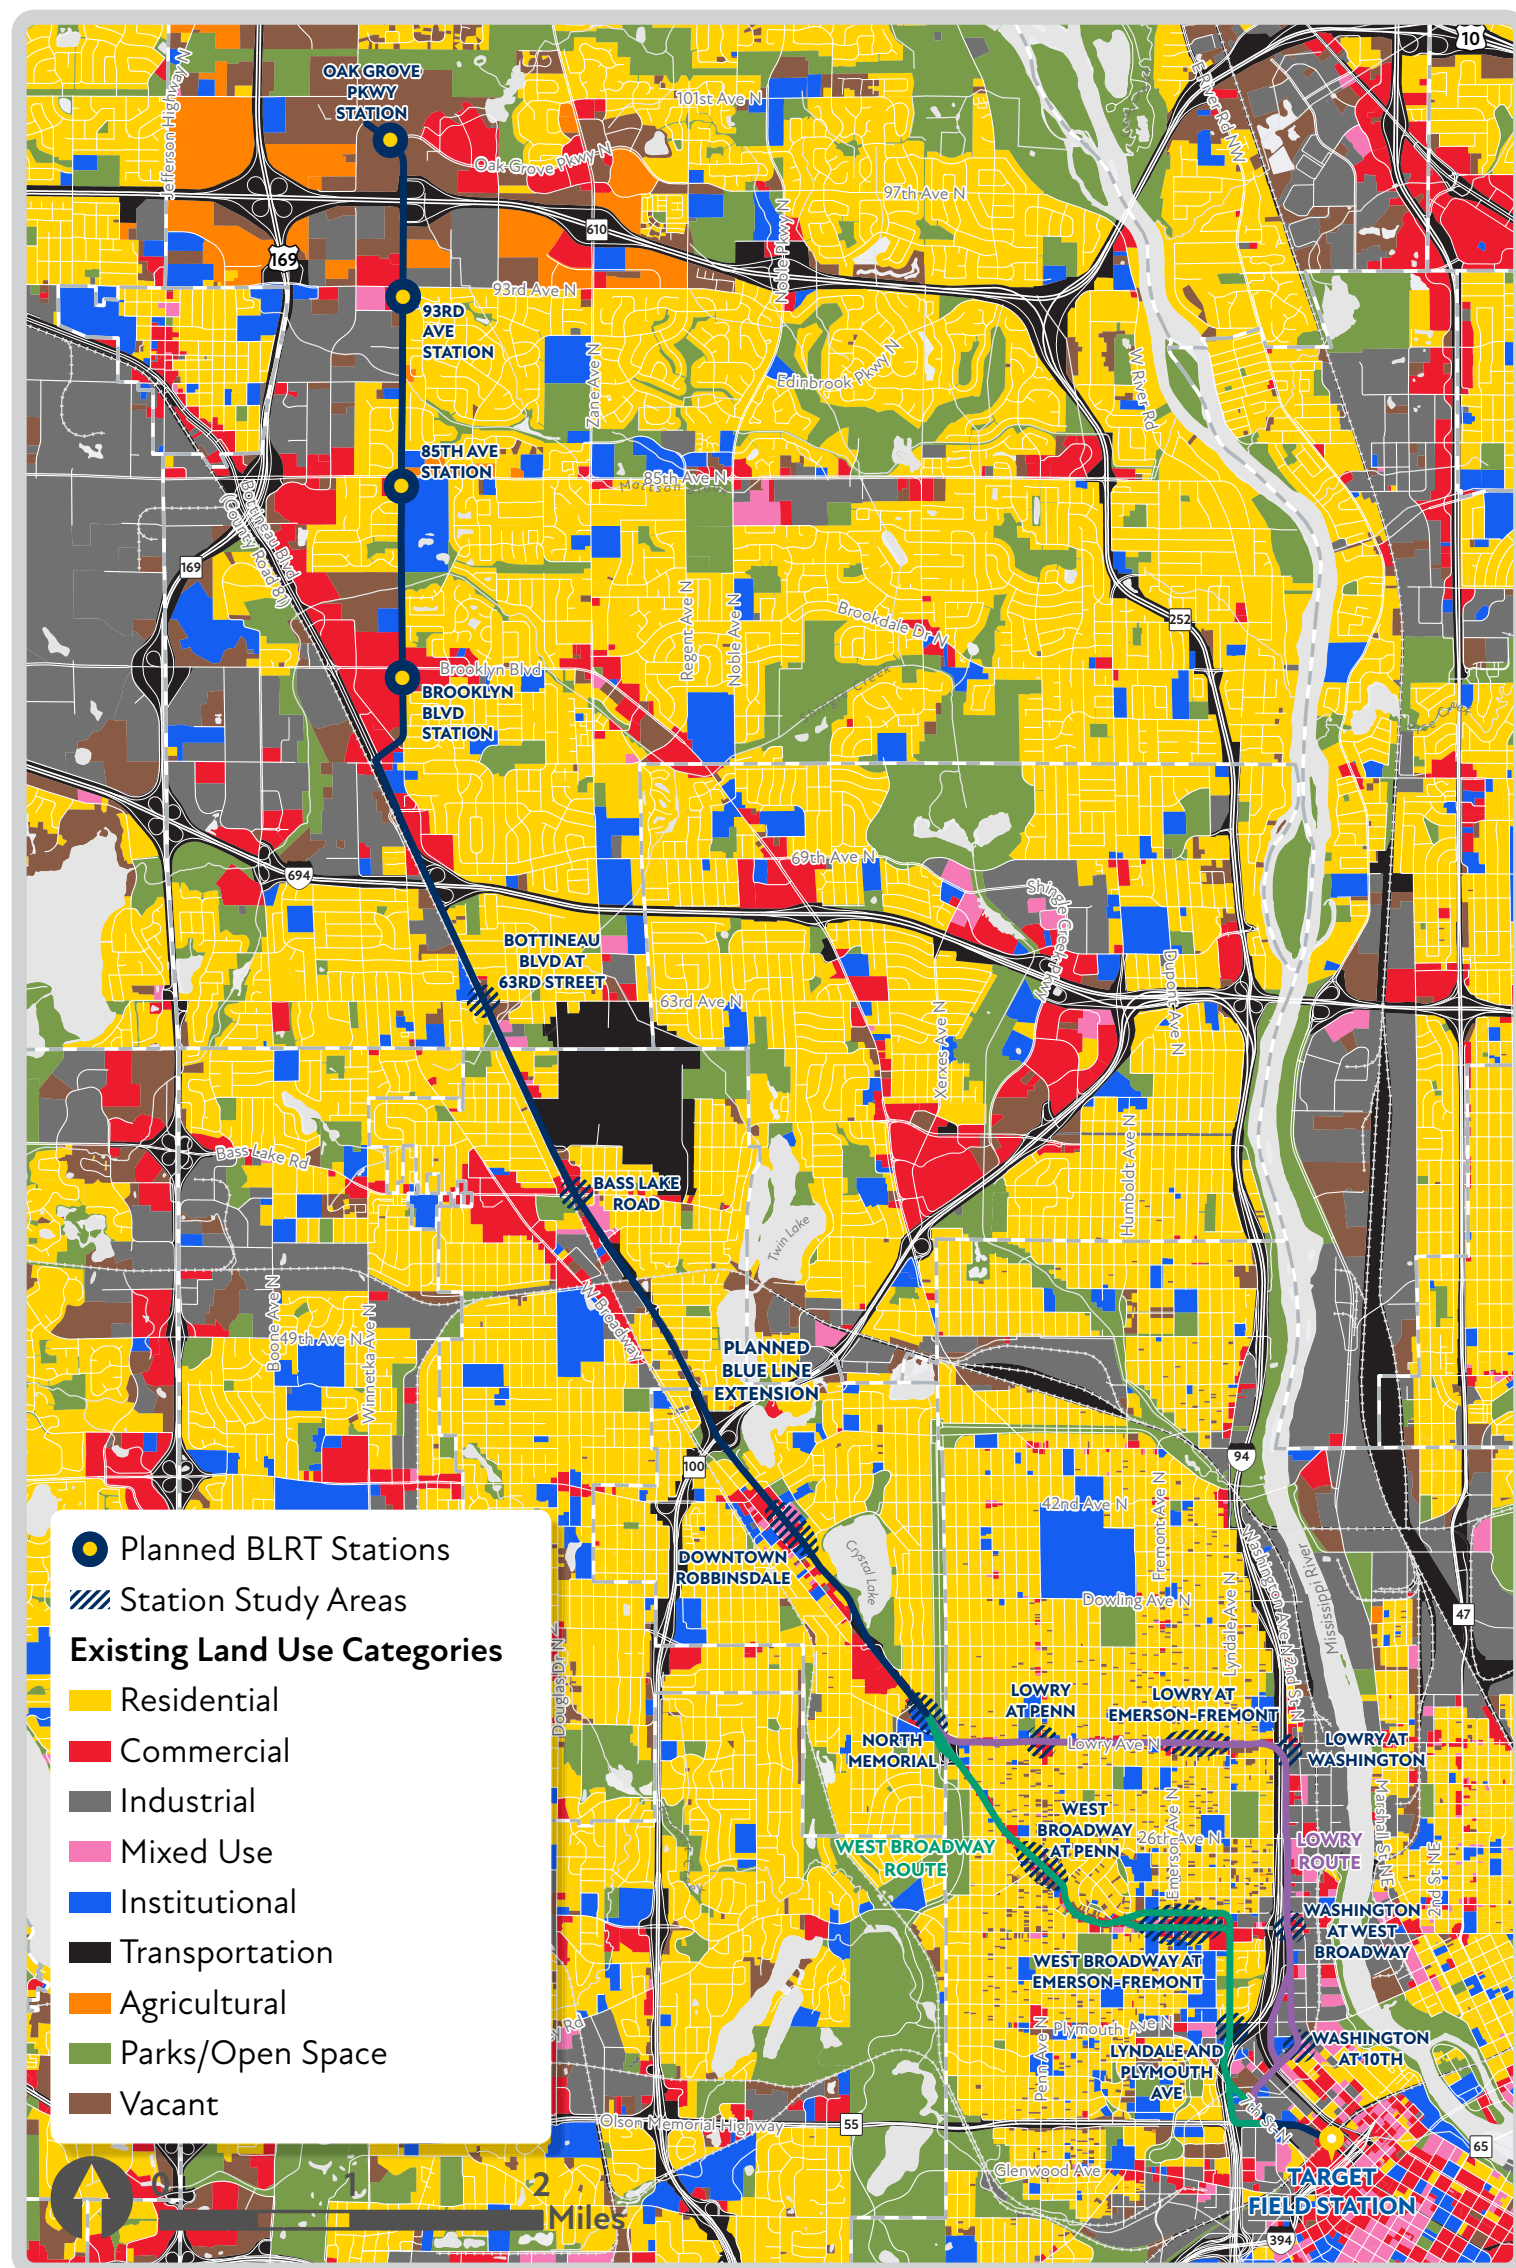 10
OAK GROVE
PKWY
STATION
Jefferson Highway N
101st Ave N
E River Rd NW
Oak Grove Pkwy N
97th Ave N
610
169
Noble Pkwy N
93rd Ave N
93RD
AVE
STATION
Zane Ave N
Edinbrook Pkwy N
W River Rd
85TH AVE
STATION
85th Ave N
Bottineau Blvd
(County Road 81)
169
Regent Ave N
Noble Ave N
Brookdale Dr N
252
Brooklyn Blvd
Shingle Creek
BROOKLYN
BLVD
STATION
69th Ave N
694
Shingle Creek Pkwy
BOTTINEAU
BLVD AT
63RD STREET
63rd Ave N
Xerxes Ave N
Dupont Ave N
Humboldt Ave N
Bass Lake Rd
BASS LAKE
ROAD
Twin Lake
W Broadway
Boone Ave N
49th Ave N
Winnetka Ave N
PLANNED
BLUE LINE
EXTENSION
100
94
42nd Ave N
Fremont Ave N
Crystal Lake
DOWNTOWN
ROBBINSDALE
Dowling Ave N
Lyndale Ave N
Washington Ave N
2nd St N
Mississippi River
47
Douglas Dr N
LOWRY
AT PENN
LOWRY AT
EMERSON-FREMONT
NORTH
MEMORIAL
Lowry Ave N
LOWRY AT
WASHINGTON
Marshall St NE
2nd St NE
WEST
BROADWAY
AT PENN
26th Ave N
Emerson Ave N
WEST BROADWAY
ROUTE
LOWRY
ROUTE
WASHINGTON
AT WEST
BROADWAY
WEST BROADWAY AT
EMERSON-FREMONT
Penn Ave N
Plymouth Ave N
LYNDALE AND
PLYMOUTH
AVE
WASHINGTON
AT 10TH
7th St N
Olson Memorial Highway
55
65
Glenwood Ave
TARGET
FIELD STATION
394
Planned BLRT Stations
Station Study Areas
Existing Land Use Categories
Residential
Commercial
Industrial
Mixed Use
Institutional
Transportation
Agricultural
Parks/Open Space
Vacant
0
1
2
Miles